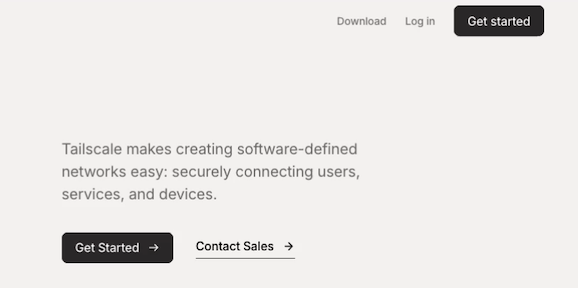 Download Log in Get started
Tailscale makes creating software-defined
networks easy: securely connecting users,
services, and devices.
Get Started → Contact Sales →